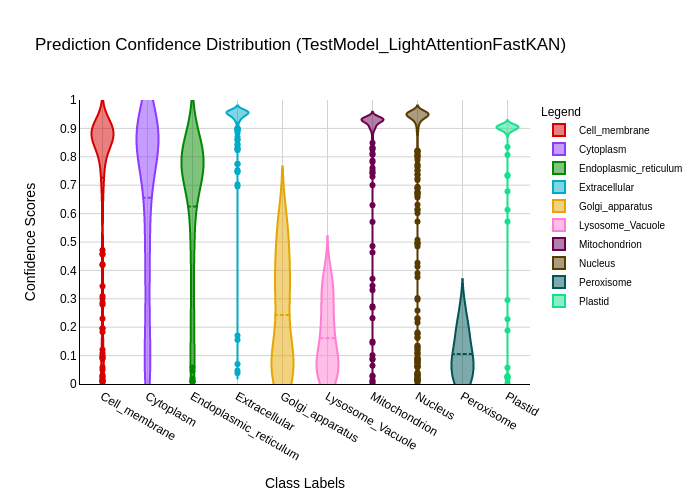 Prediction Confidence Distribution (TestModel_LightAttentionFastKAN)
Confidence Scores
1
0.9
0.8
0.7
0.6
0.5
0.4
0.3
0.2
0.1
0
Cell_membrane
Cytoplasm
Endoplasmic_reticulum
Extracellular
Golgi_apparatus
Lysosome_Vacuole
Mitochondrion
Nucleus
Peroxisome
Plastid
Class Labels
Legend
Cell_membrane
Cytoplasm
Endoplasmic_reticulum
Extracellular
Golgi_apparatus
Lysosome_Vacuole
Mitochondrion
Nucleus
Peroxisome
Plastid